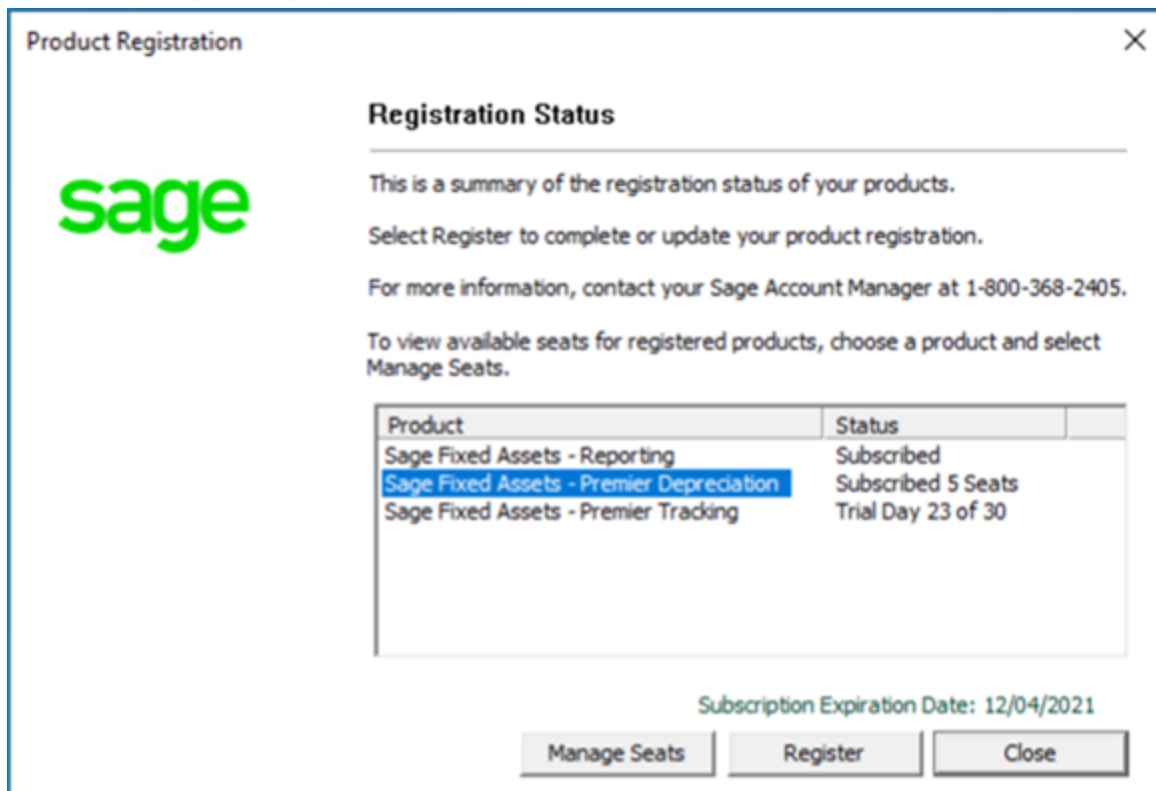 Product Registration
Registration Status
sage
This is a summary of the registration status of your products.
Select Register to complete or update your product registration.
For more information, contact your Sage Account Manager at 1-800-368-2405.
To view available seats for registered products, choose a product and select
Manage Seats.
Product Status
Sage Fixed Assets - Reporting Subscribed
Sage Fixed Assets - Premier Depreciation Subscribed 5 Seats
Sage Fixed Assets - Premier Tracking Trial Day 23 of 30
Subscription Expiration Date: 12/04/2021
Manage Seats Register Close